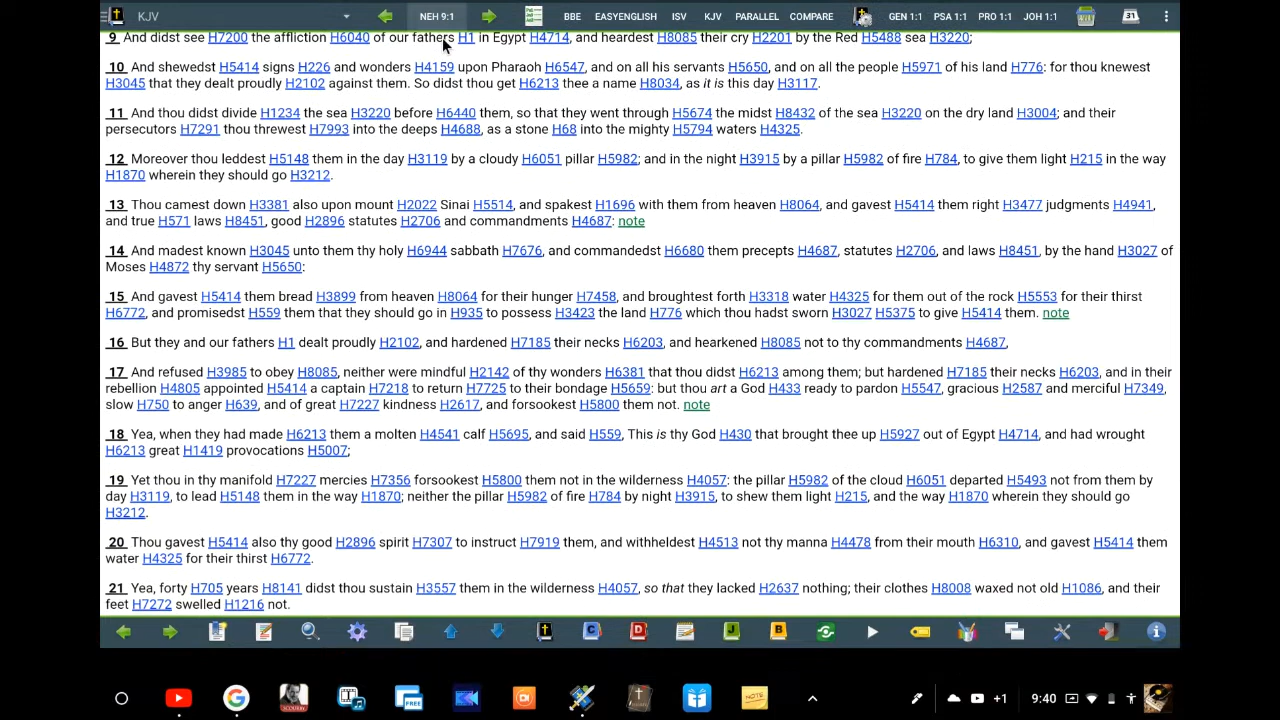 KJV NEH 9:1 BBE EASYENGLISH ISV KJV PARALLEL COMPARE GEN 1:1 PSA 1:1 PRO 1:1 JOH 1:1 31
9 And didst see H7200 the affliction H6040 of our fathers H1 in Egypt H4714, and heardest H8085 their cry H2201 by the Red H5488 sea H3220;
10 And shewedst H5414 signs H226 and wonders H4159 upon Pharaoh H6547, and on all his servants H5650, and on all the people H5971 of his land H776: for thou knewest
H3045 that they dealt proudly H2102 against them. So didst thou get H6213 thee a name H8034, as it is this day H3117.
11 And thou didst divide H1234 the sea H3220 before H6440 them, so that they went through H5674 the midst H8432 of the sea H3220 on the dry land H3004; and their
persecutors H7291 thou threwest H7993 into the deeps H4688, as a stone H68 into the mighty H5794 waters H4325.
12 Moreover thou leddest H5148 them in the day H3119 by a cloudy H6051 pillar H5982; and in the night H3915 by a pillar H5982 of fire H784, to give them light H215 in the way
H1870 wherein they should go H3212.
13 Thou camest down H3381 also upon mount H2022 Sinai H5514, and spakest H1696 with them from heaven H8064, and gavest H5414 them right H3477 judgments H4941,
and true H571 laws H8451, good H2896 statutes H2706 and commandments H4687: note
14 And madest known H3045 unto them thy holy H6944 sabbath H7676, and commandedst H6680 them precepts H4687, statutes H2706, and laws H8451, by the hand H3027 of
Moses H4872 thy servant H5650:
15 And gavest H5414 them bread H3899 from heaven H8064 for their hunger H7458, and broughtest forth H3318 water H4325 for them out of the rock H5553 for their thirst
H6772, and promisedst H559 them that they should go in H935 to possess H3423 the land H776 which thou hadst sworn H3027 H5375 to give H5414 them. note
16 But they and our fathers H1 dealt proudly H2102, and hardened H7185 their necks H6203, and hearkened H8085 not to thy commandments H4687,
17 And refused H3985 to obey H8085, neither were mindful H2142 of thy wonders H6381 that thou didst H6213 among them; but hardened H7185 their necks H6203, and in their
rebellion H4805 appointed H5414 a captain H7218 to return H7725 to their bondage H5659: but thou art a God H433 ready to pardon H5547, gracious H2587 and merciful H7349,
slow H750 to anger H639, and of great H7227 kindness H2617, and forsookest H5800 them not. note
18 Yea, when they had made H6213 them a molten H4541 calf H5695, and said H559, This is thy God H430 that brought thee up H5927 out of Egypt H4714, and had wrought
H6213 great H1419 provocations H5007;
19 Yet thou in thy manifold H7227 mercies H7356 forsookest H5800 them not in the wilderness H4057: the pillar H5982 of the cloud H6051 departed H5493 not from them by
day H3119, to lead H5148 them in the way H1870; neither the pillar H5982 of fire H784 by night H3915, to shew them light H215, and the way H1870 wherein they should go
H3212.
20 Thou gavest H5414 also thy good H2896 spirit H7307 to instruct H7919 them, and withheldest H4513 not thy manna H4478 from their mouth H6310, and gavest H5414 them
water H4325 for their thirst H6772.
21 Yea, forty H705 years H8141 didst thou sustain H3557 them in the wilderness H4057, so that they lacked H2637 nothing; their clothes H8008 waxed not old H1086, and their
feet H7272 swelled H1216 not.
C D J B
SCOURBY FREE NOTE +1 9:40